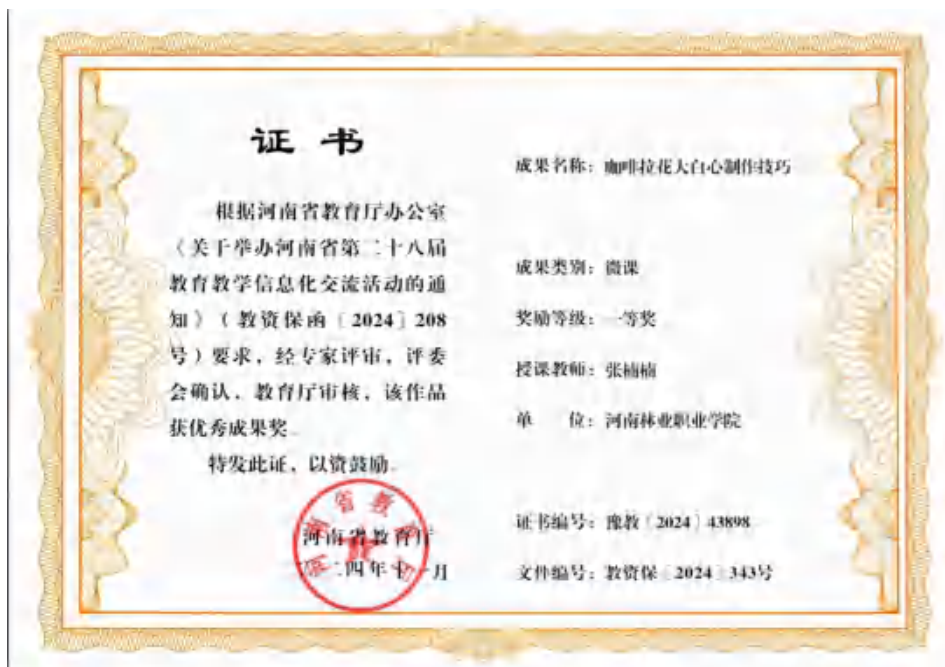 证书
根据河南省教育厅办公室
《关于举办河南省第二十八届
教育教学信息化交流活动的通
知》（教资保函〔2024〕208
号）要求，经专家评审，评委
会确认，教育厅审核，该作品
获优秀成果奖。
特发此证，以资鼓励。
河南省教育厅
二四年十一月
成果名称：咖啡拉花大白心制作技巧
成果类别：微课
奖励等级：一等奖
授课教师：张楠楠
单 位：河南林业职业学院
证书编号：豫教〔2024〕43898
文件编号：教资保〔2024〕343号